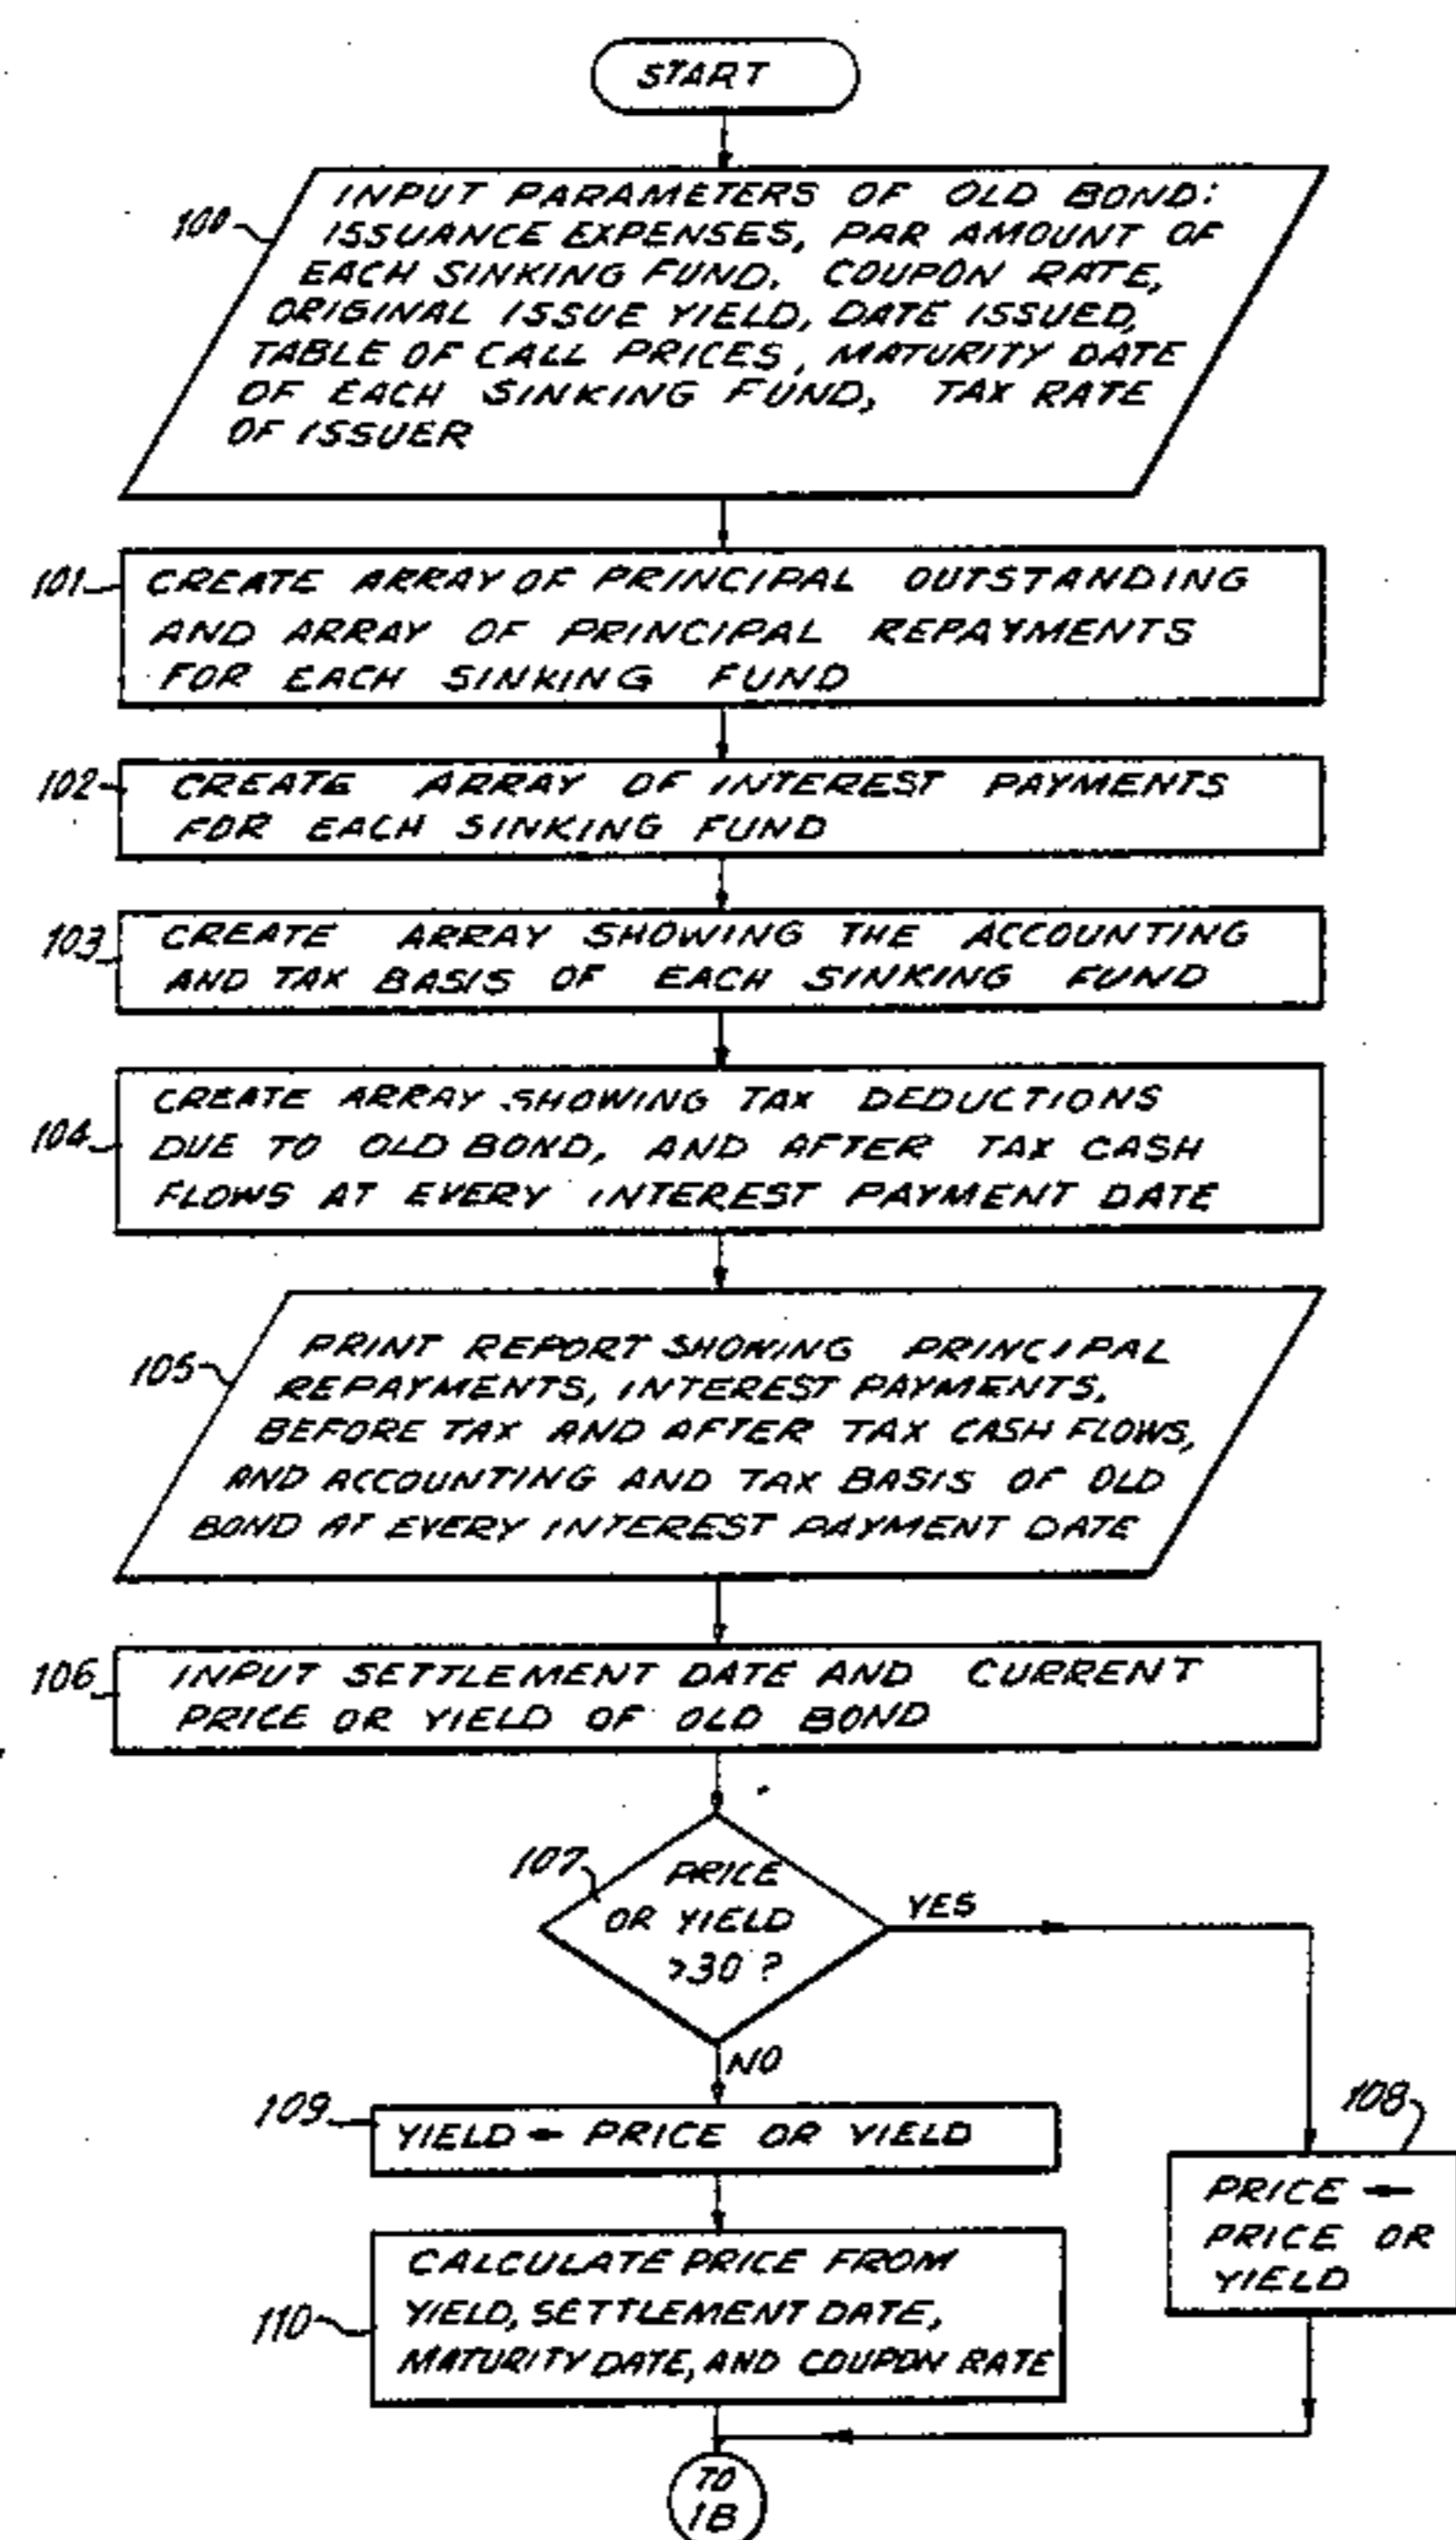 START
100
INPUT PARAMETERS OF OLD BOND:
ISSUANCE EXPENSES, PAR AMOUNT OF
EACH SINKING FUND, COUPON RATE,
ORIGINAL ISSUE YIELD, DATE ISSUED,
TABLE OF CALL PRICES, MATURITY DATE
OF EACH SINKING FUND, TAX RATE
OF ISSUER
101
CREATE ARRAY OF PRINCIPAL OUTSTANDING
AND ARRAY OF PRINCIPAL REPAYMENTS
FOR EACH SINKING FUND
102
CREATE ARRAY OF INTEREST PAYMENTS
FOR EACH SINKING FUND
103
CREATE ARRAY SHOWING THE ACCOUNTING
AND TAX BASIS OF EACH SINKING FUND
104
CREATE ARRAY SHOWING TAX DEDUCTIONS
DUE TO OLD BOND, AND AFTER TAX CASH
FLOWS AT EVERY INTEREST PAYMENT DATE
105
PRINT REPORT SHOWING PRINCIPAL
REPAYMENTS, INTEREST PAYMENTS,
BEFORE TAX AND AFTER TAX CASH FLOWS,
AND ACCOUNTING AND TAX BASIS OF OLD
BOND AT EVERY INTEREST PAYMENT DATE
106
INPUT SETTLEMENT DATE AND CURRENT
PRICE OR YIELD OF OLD BOND
107
PRICE
OR YIELD
>30?
YES
NO
109
YIELD ← PRICE OR YIELD
108
PRICE ←
PRICE OR
YIELD
110
CALCULATE PRICE FROM
YIELD, SETTLEMENT DATE,
MATURITY DATE, AND COUPON RATE
TO
1B